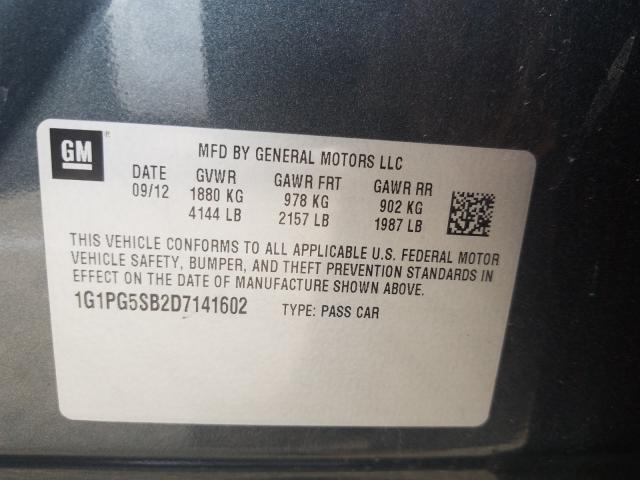 GM ®
MFD BY GENERAL MOTORS LLC
DATE GVWR GAWR FRT GAWR RR
09/12 1880 KG 978 KG 902 KG
4144 LB 2157 LB 1987 LB
THIS VEHICLE CONFORMS TO ALL APPLICABLE U.S. FEDERAL MOTOR
VEHICLE SAFETY, BUMPER, AND THEFT PREVENTION STANDARDS IN
EFFECT ON THE DATE OF MANUFACTURE SHOWN ABOVE.
1G1PG5SB2D7141602 TYPE: PASS CAR